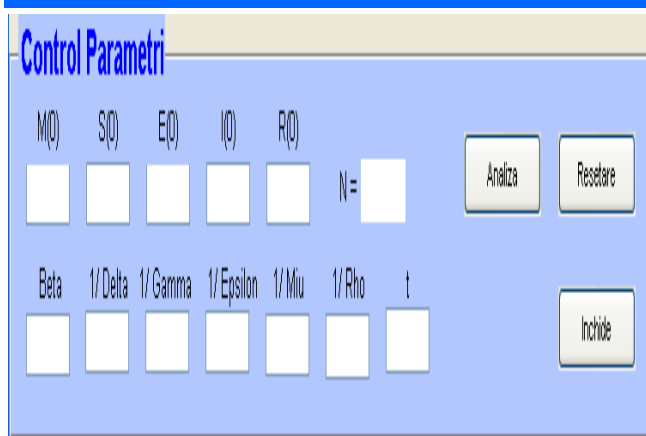 Control Parametri
M(0) S(0) E(0) I(0) R(0)
N =
Analiza Resetare
Beta 1/ Delta 1/ Gamma 1/ Epsilon 1/ Miu 1/ Rho t
Inchide